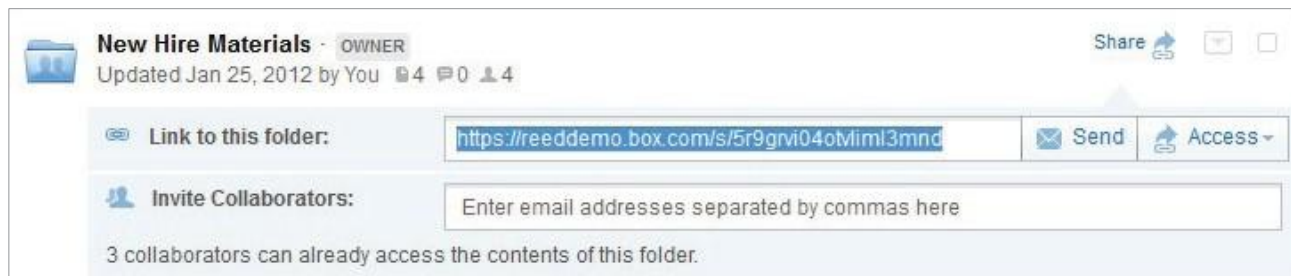 New Hire Materials · OWNER
Share
Updated Jan 25, 2012 by You 4 0 4
Link to this folder:
https://reeddemo.box.com/s/5r9grvi04otvliml3mnd
Send
Access
Invite Collaborators:
Enter email addresses separated by commas here
3 collaborators can already access the contents of this folder.